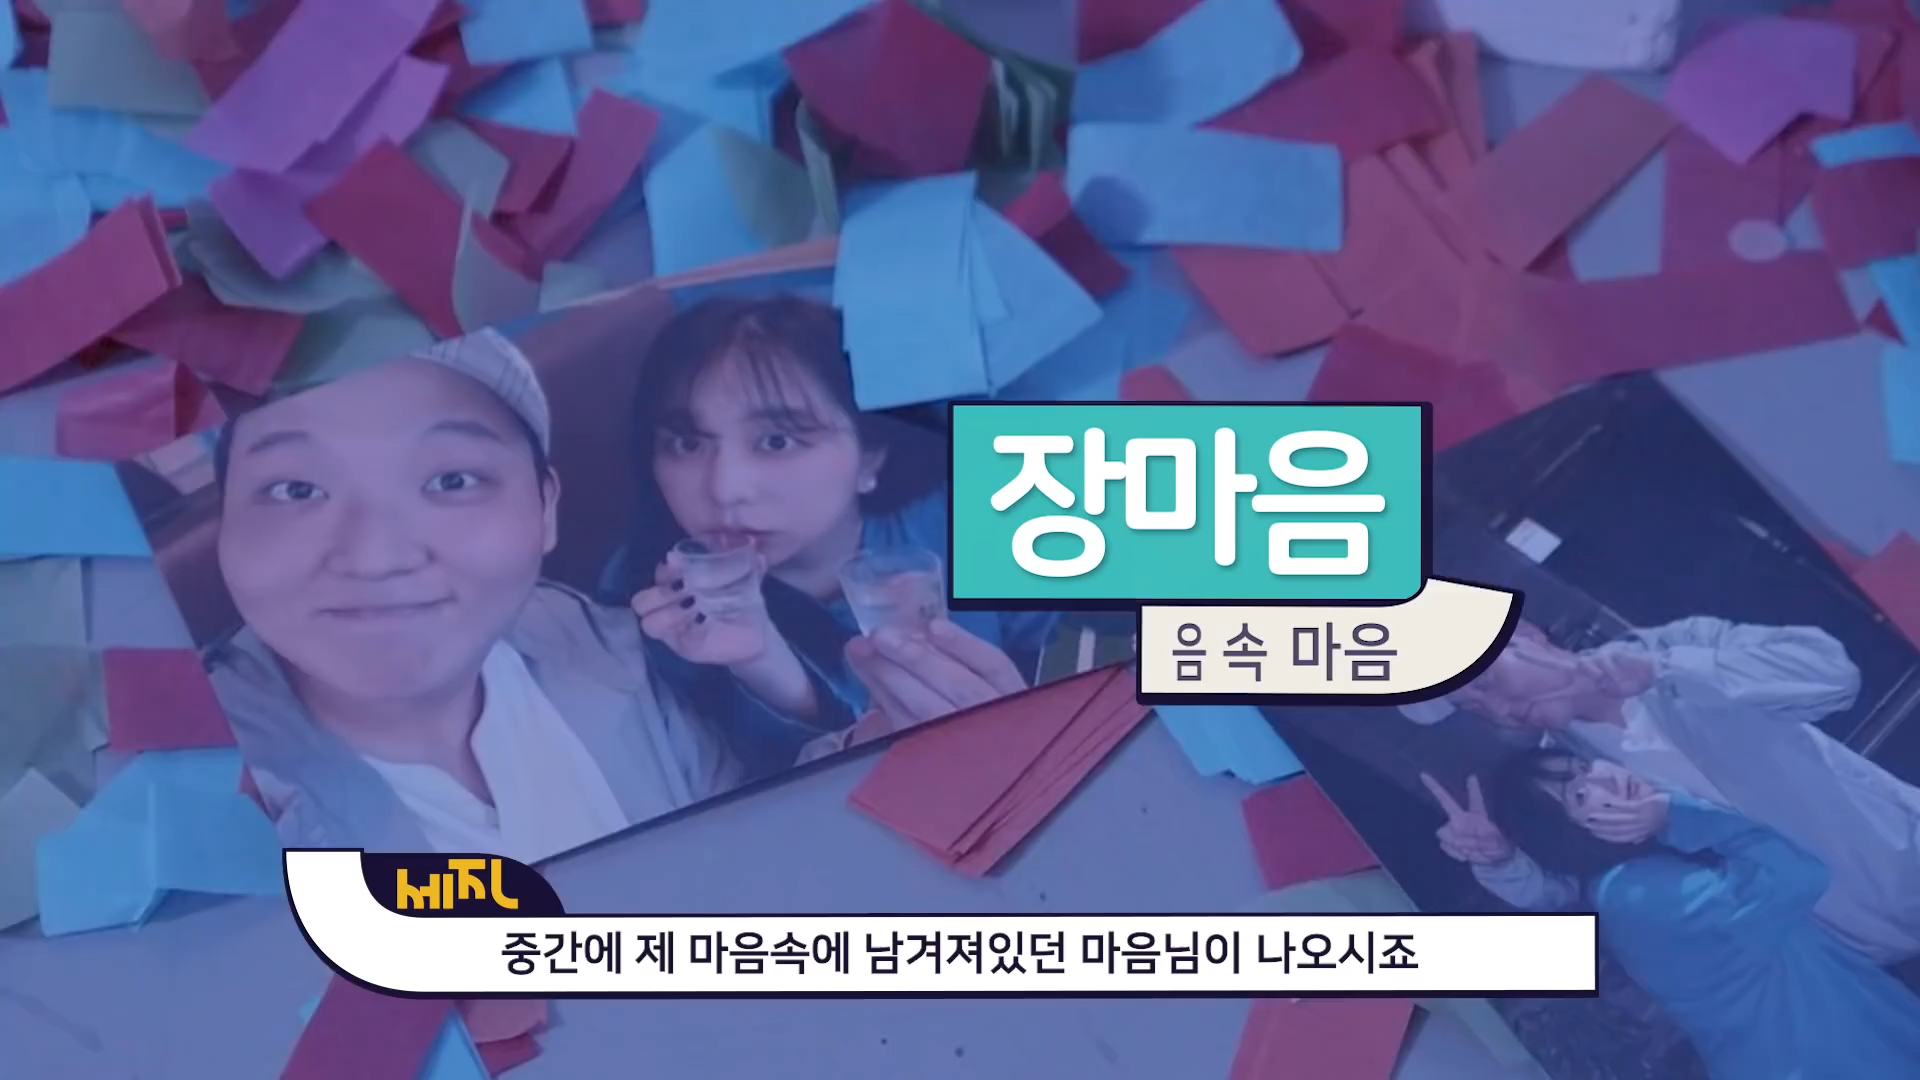 장마음
음 속 마음
세진
중간에 제 마음속에 남겨져있던 마음님이 나오시죠